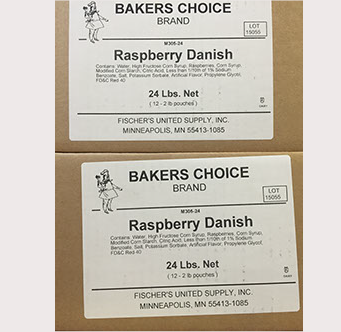 BAKERS CHOICE
BRAND
LOT
15055
M306-24
Raspberry Danish
Contains: Water, High Fructose Corn Syrup, Raspberries, Corn Syrup,
Modified Corn Starch, Citric Acid, Less than 1/10th of 1% Sodium
Benzoate, Salt, Potassium Sorbate, Artificial Flavor, Propylene Glycol,
FD&C Red 40
24 Lbs. Net
( 12 - 2 lb pouches )
FISCHER'S UNITED SUPPLY, INC.
MINNEAPOLIS, MN 55413-1085
BAKERS CHOICE
BRAND
LOT
15055
M306-24
Raspberry Danish
Contains: Water, High Fructose Corn Syrup, Raspberries, Corn Syrup,
Modified Corn Starch, Citric Acid, Less than 1/10th of 1% Sodium
Benzoate, Salt, Potassium Sorbate, Artificial Flavor, Propylene Glycol,
FD&C Red 40
24 Lbs. Net
( 12 - 2 lb pouches )
FISCHER'S UNITED SUPPLY, INC.
MINNEAPOLIS, MN 55413-1085